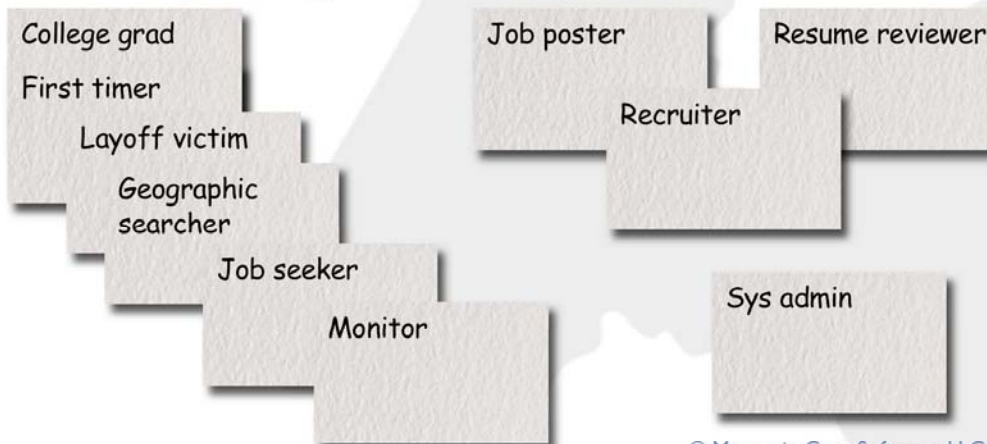 College grad
First timer
Layoff victim
Geographic
searcher
Job seeker
Monitor
Job poster
Resume reviewer
Recruiter
Sys admin